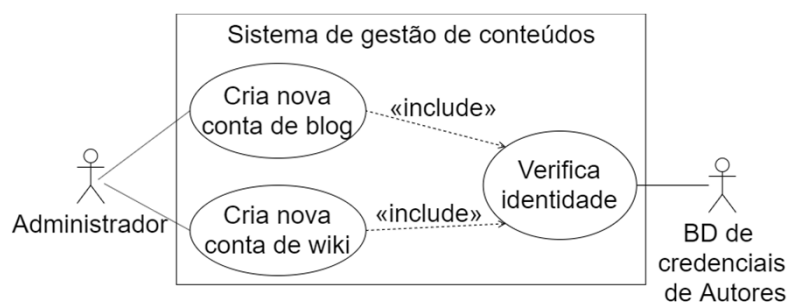 Sistema de gestão de conteúdos
Cria nova
conta de blog
«include»
Verifica
identidade
Administrador
Cria nova
conta de wiki
«include»
BD de
credenciais
de Autores